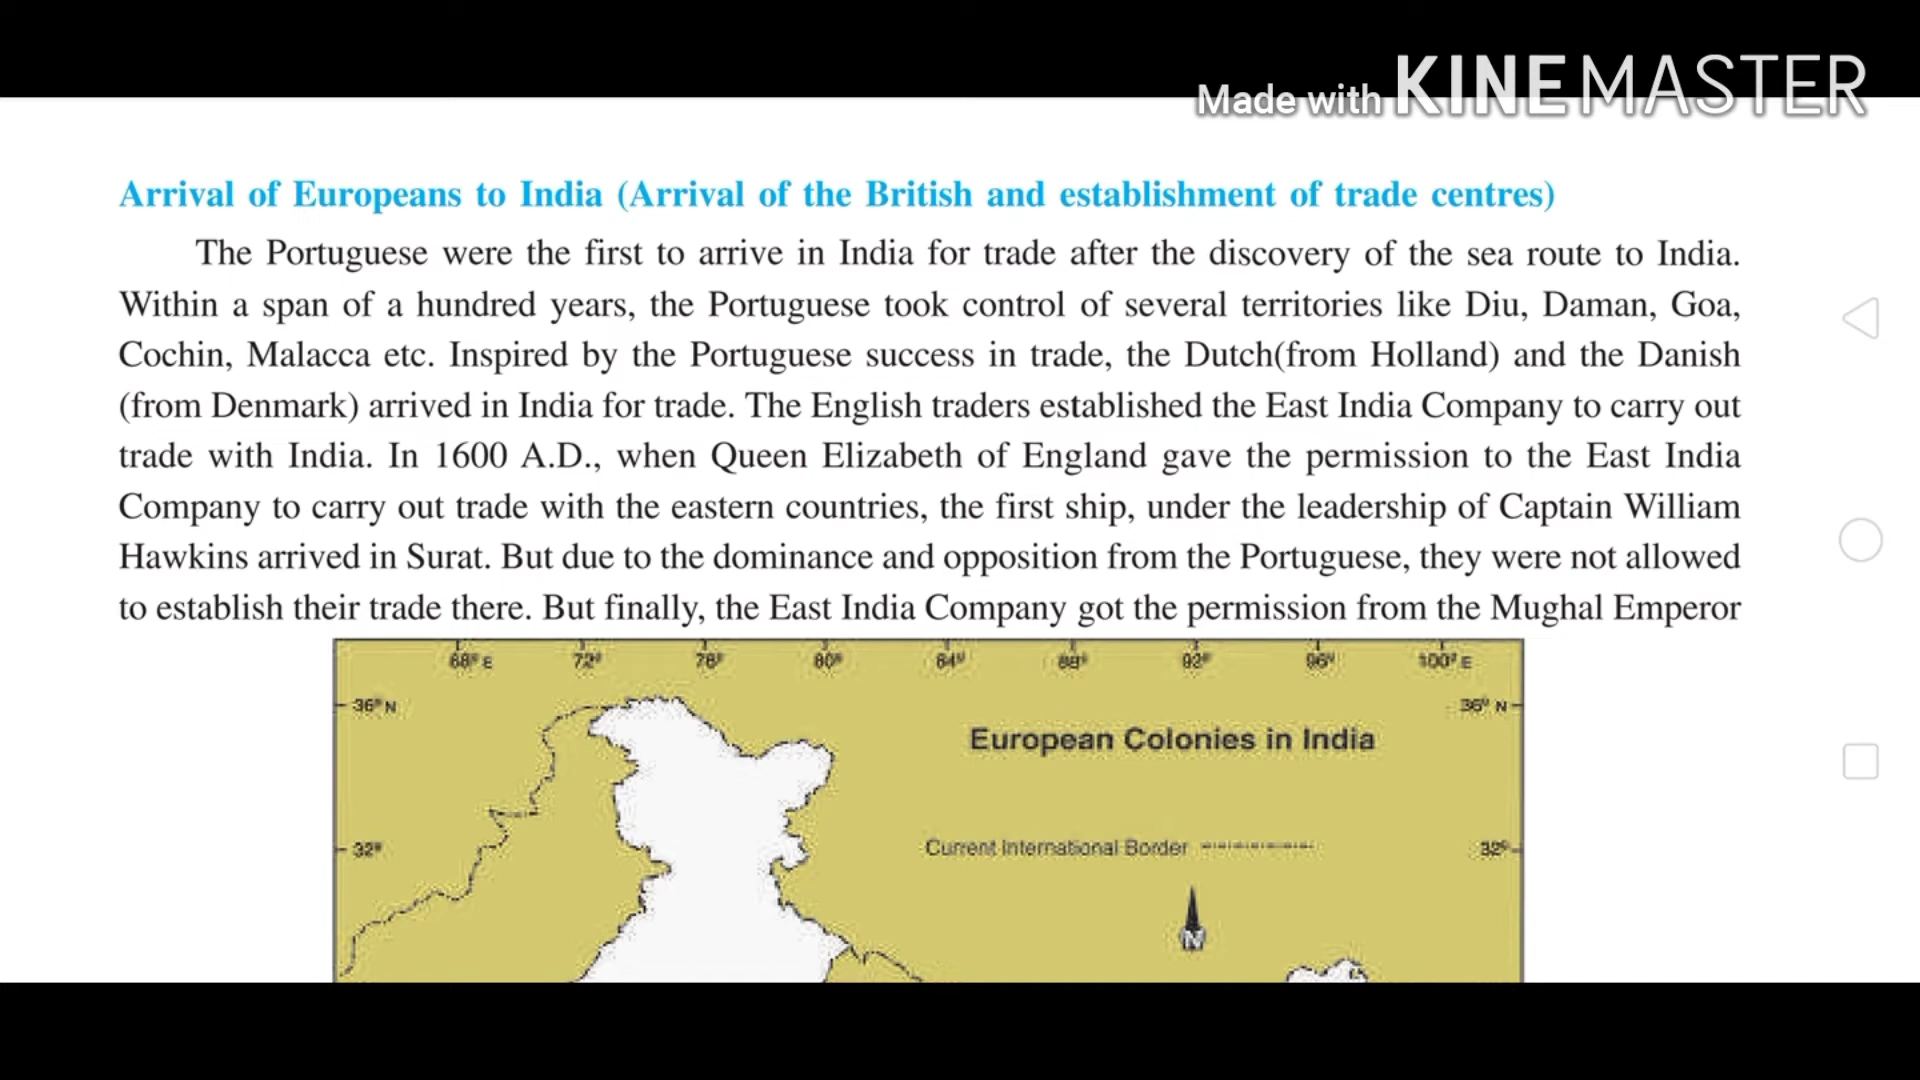 Made with KINEMASTER
Arrival of Europeans to India (Arrival of the British and establishment of trade centres)
The Portuguese were the first to arrive in India for trade after the discovery of the sea route to India.
Within a span of a hundred years, the Portuguese took control of several territories like Diu, Daman, Goa,
Cochin, Malacca etc. Inspired by the Portuguese success in trade, the Dutch(from Holland) and the Danish
(from Denmark) arrived in India for trade. The English traders established the East India Company to carry out
trade with India. In 1600 A.D., when Queen Elizabeth of England gave the permission to the East India
Company to carry out trade with the eastern countries, the first ship, under the leadership of Captain William
Hawkins arrived in Surat. But due to the dominance and opposition from the Portuguese, they were not allowed
to establish their trade there. But finally, the East India Company got the permission from the Mughal Emperor
68° E 72° 76° 80° 84° 88° 92° 96° 100° E
36° N 36° N
European Colonies in India
Current International Border
32° 32°
N